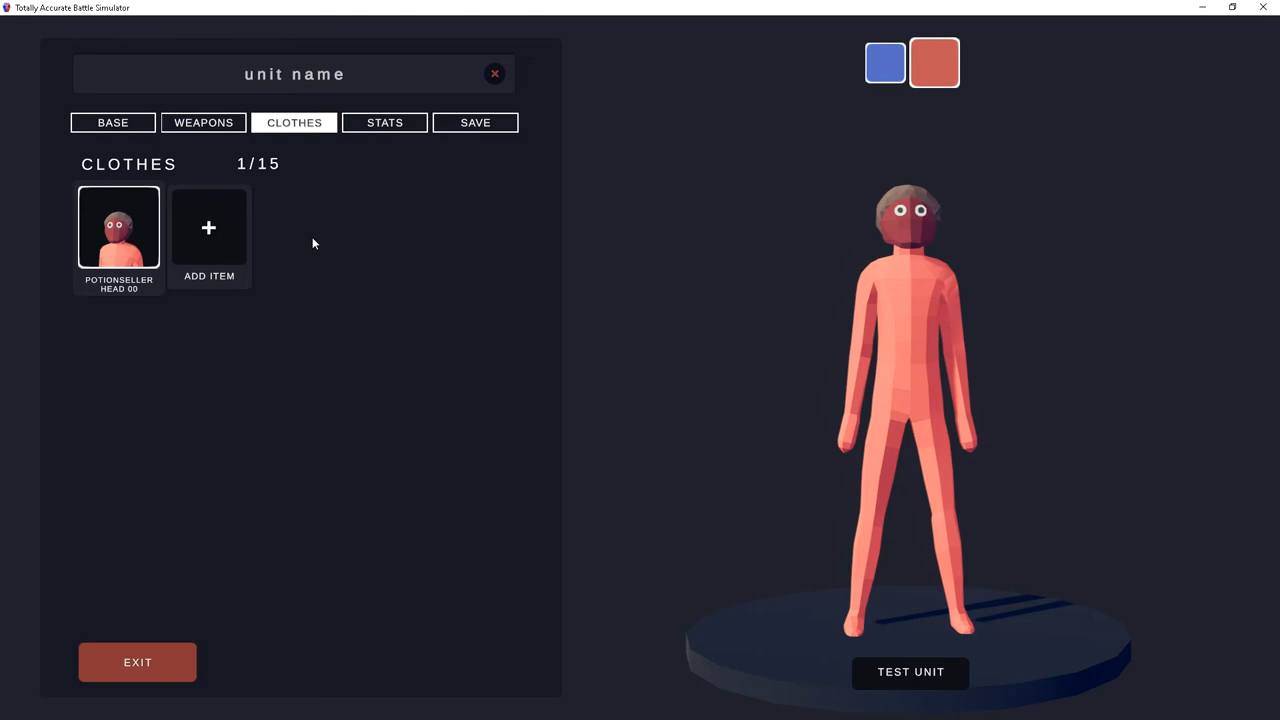 Totally Accurate Battle Simulator
unit name
BASE WEAPONS CLOTHES STATS SAVE
CLOTHES 1/15
POTIONSELLER
HEAD 00
ADD ITEM
EXIT
TEST UNIT